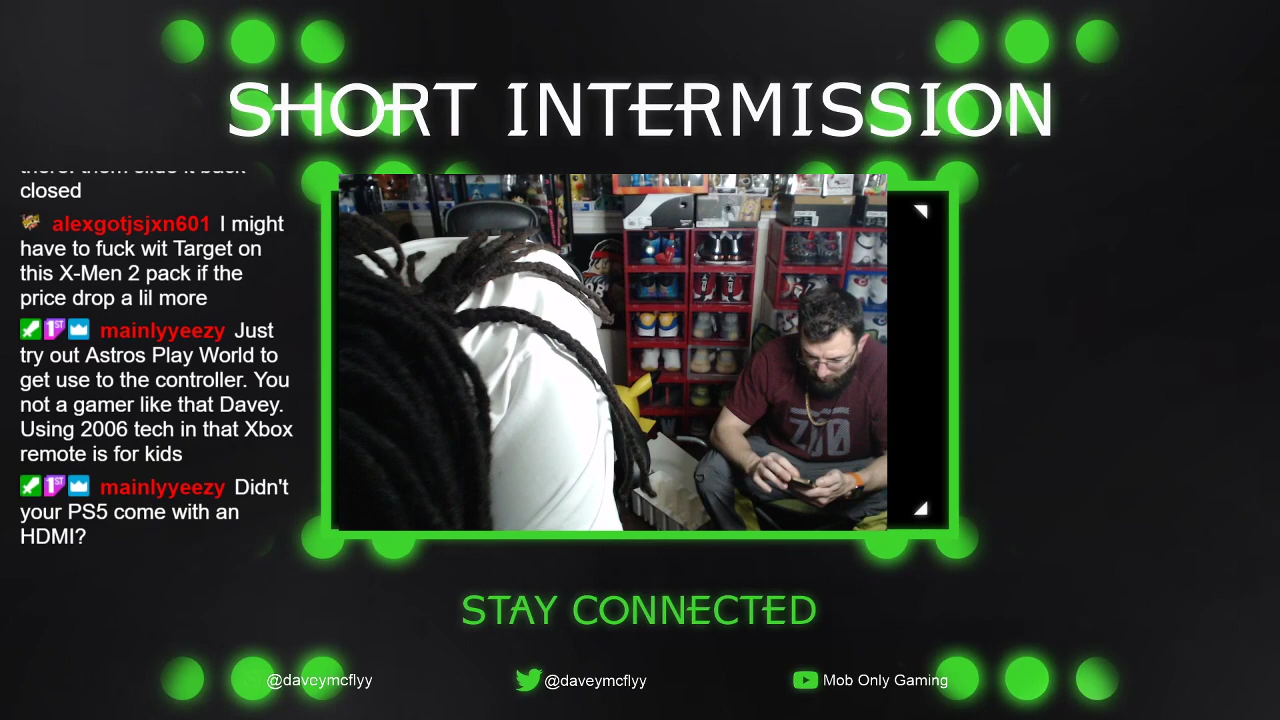 SHORT INTERMISSION
closed
alexgotjsjxn601 I might
have to fuck wit Target on
this X-Men 2 pack if the
price drop a lil more
1ST mainlyyeezy Just
try out Astros Play World to
get use to the controller. You
not a gamer like that Davey.
Using 2006 tech in that Xbox
remote is for kids
1ST mainlyyeezy Didn't
your PS5 come with an
HDMI?
STAY CONNECTED
@daveymcflyy
@daveymcflyy
Mob Only Gaming